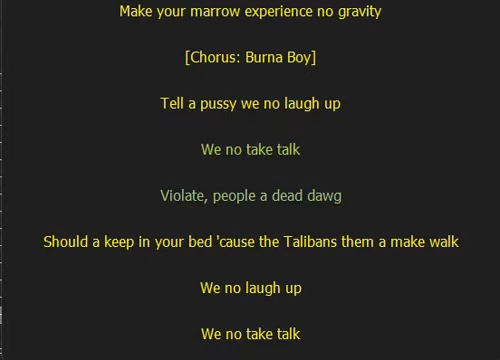 Make your marrow experience no gravity
[Chorus: Burna Boy]
Tell a pussy we no laugh up
We no take talk
Violate, people a dead dawg
Should a keep in your bed 'cause the Talibans them a make walk
We no laugh up
We no take talk